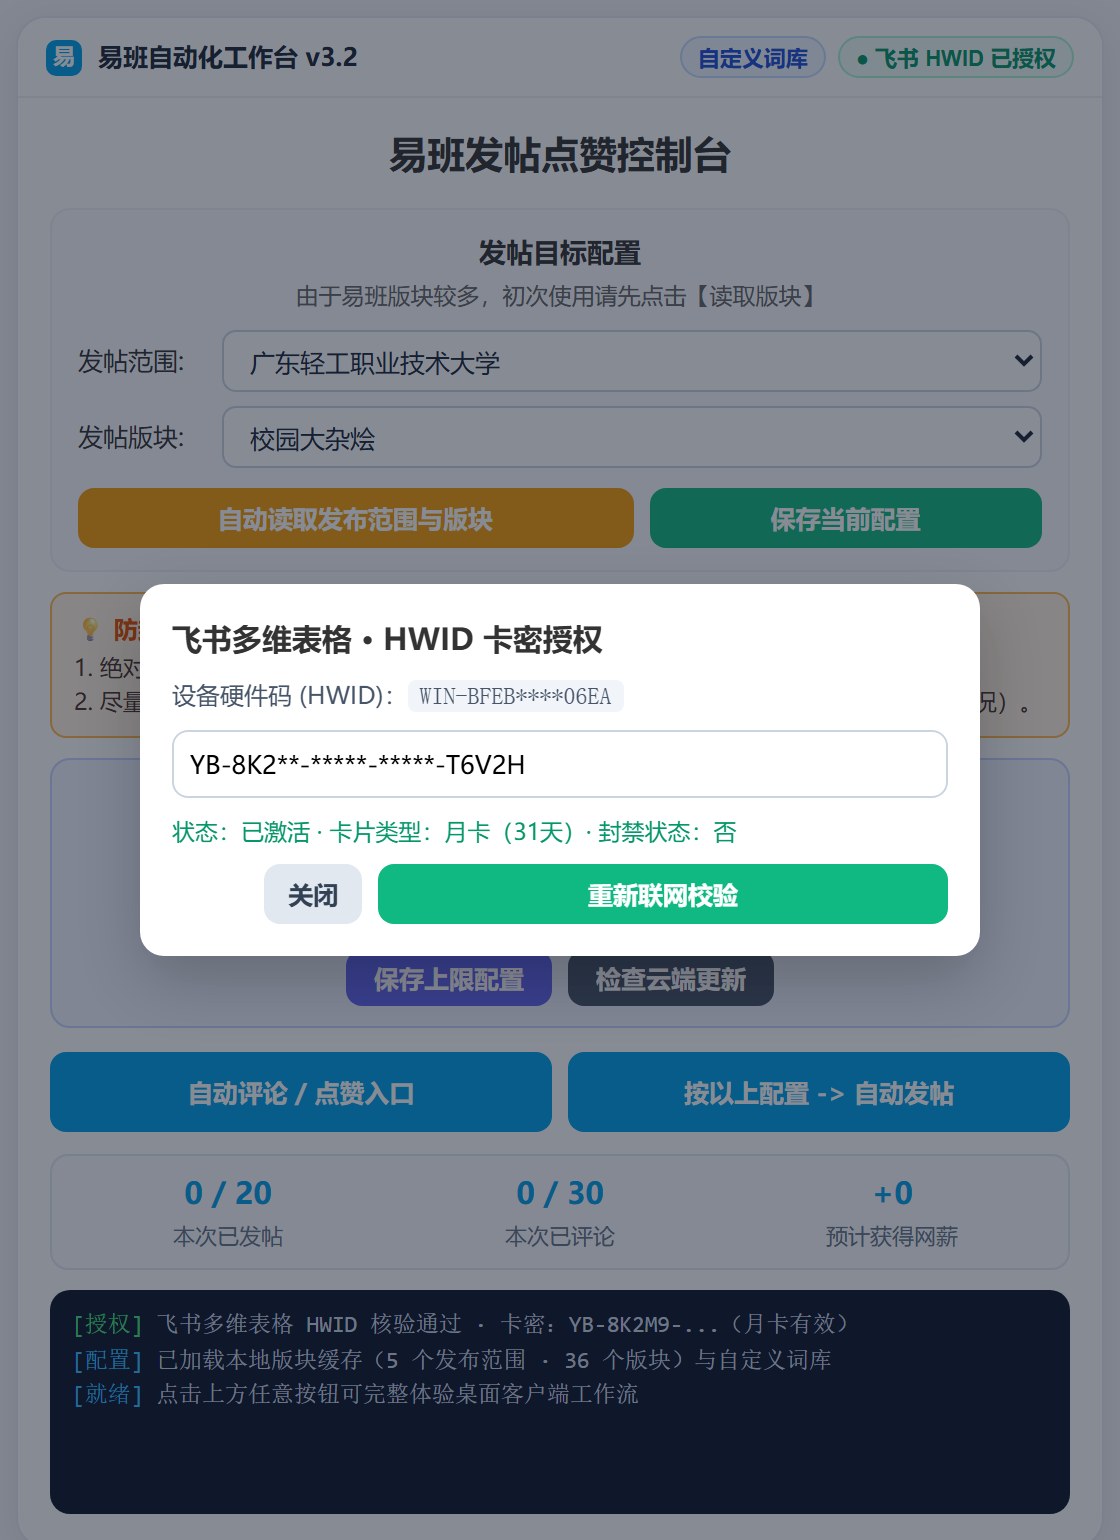 易 易班自动化工作台 v3.2 自定义词库 ● 飞书 HWID 已授权
易班发帖点赞控制台
发帖目标配置
由于易班版块较多，初次使用请先点击【读取版块】
发帖范围: 广东轻工职业技术大学
发帖版块: 校园大杂烩
自动读取发布范围与版块 保存当前配置
💡 防
1. 绝对
2. 尽量 况）。
飞书多维表格 • HWID 卡密授权
设备硬件码 (HWID)： WIN-BFEB****06EA
YB-8K2**-*****-*****-T6V2H
状态：已激活 · 卡片类型：月卡（31天）· 封禁状态：否
关闭 重新联网校验
保存上限配置 检查云端更新
自动评论 / 点赞入口 按以上配置 -> 自动发帖
0 / 20 0 / 30 +0
本次已发帖 本次已评论 预计获得网薪
[授权] 飞书多维表格 HWID 核验通过 · 卡密：YB-8K2M9-...（月卡有效）
[配置] 已加载本地版块缓存（5 个发布范围 · 36 个版块）与自定义词库
[就绪] 点击上方任意按钮可完整体验桌面客户端工作流